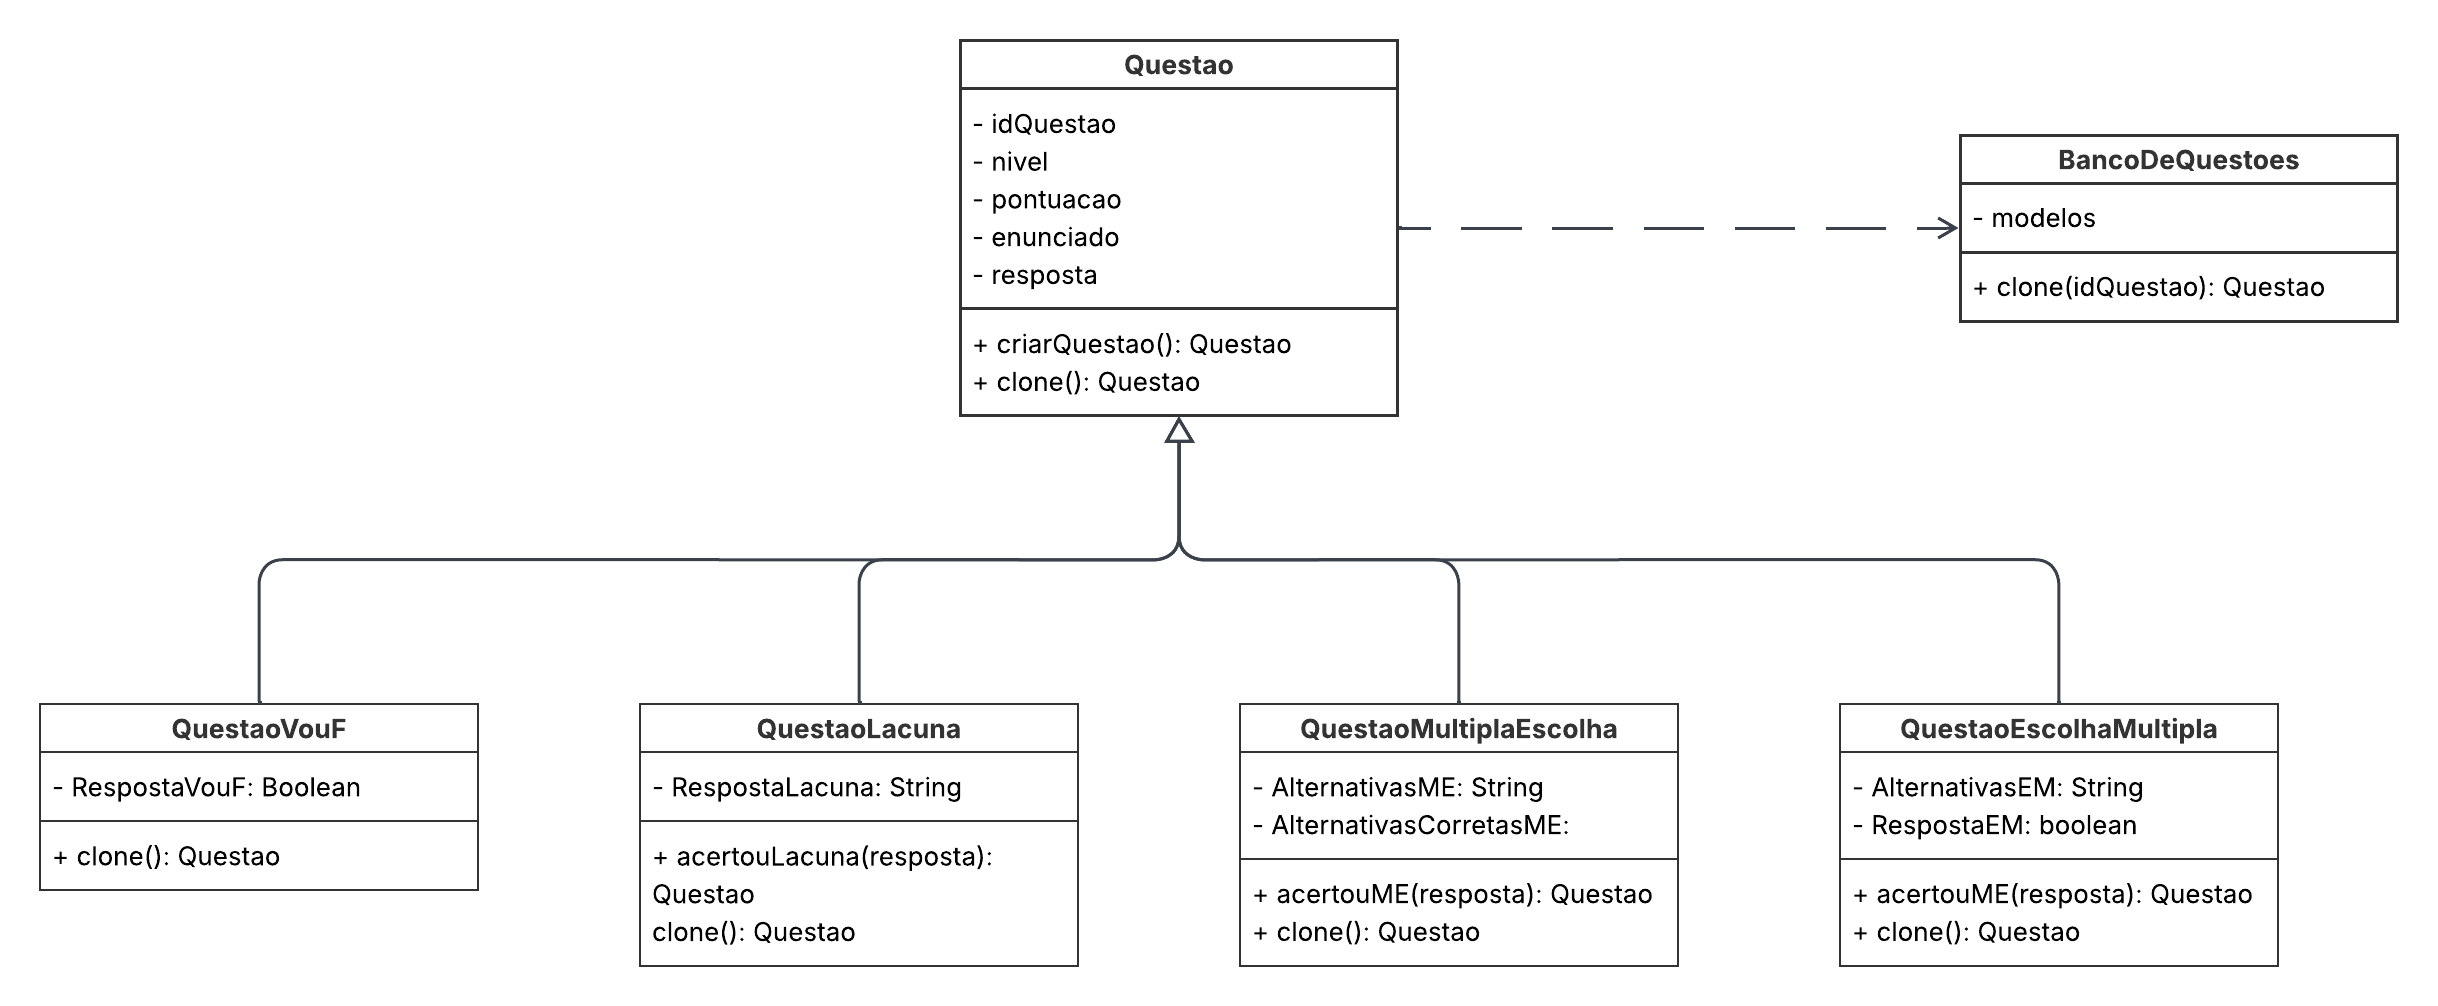 Questao
- idQuestao
- nivel
- pontuacao
- enunciado
- resposta
+ criarQuestao(): Questao
+ clone(): Questao
BancoDeQuestoes
- modelos
+ clone(idQuestao): Questao
QuestaoVouF
- RespostaVouF: Boolean
+ clone(): Questao
QuestaoLacuna
- RespostaLacuna: String
+ acertouLacuna(resposta):
Questao
clone(): Questao
QuestaoMultiplaEscolha
- AlternativasME: String
- AlternativasCorretasME:
+ acertouME(resposta): Questao
+ clone(): Questao
QuestaoEscolhaMultipla
- AlternativasEM: String
- RespostaEM: boolean
+ acertouME(resposta): Questao
+ clone(): Questao